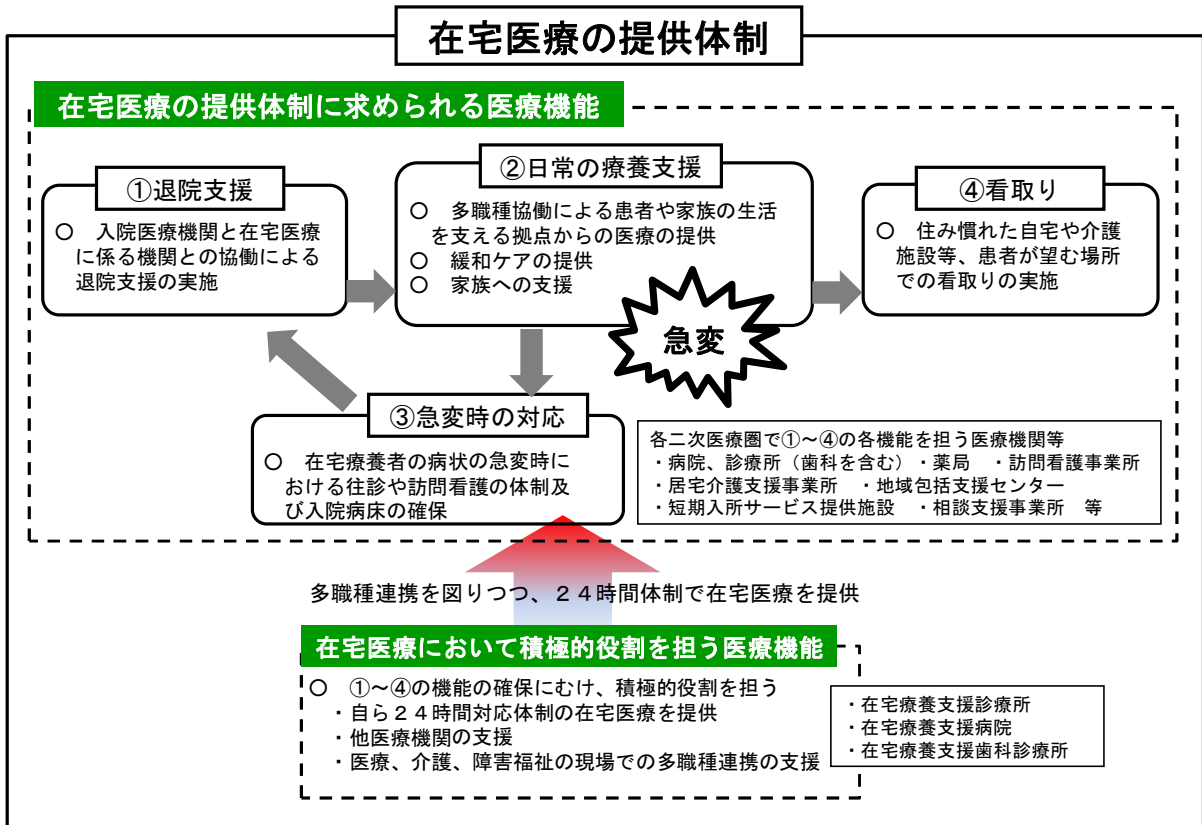 在宅医療の提供体制
在宅医療の提供体制に求められる医療機能
①退院支援
○　入院医療機関と在宅医療
に係る機関との協働による
退院支援の実施
②日常の療養支援
○　多職種協働による患者や家族の生活
を支える拠点からの医療の提供
○　緩和ケアの提供
○　家族への支援
急変
④看取り
○　住み慣れた自宅や介護
施設等、患者が望む場所
での看取りの実施
③急変時の対応
○　在宅療養者の病状の急変時に
おける往診や訪問看護の体制及
び入院病床の確保
各二次医療圏で①～④の各機能を担う医療機関等
・病院、診療所（歯科を含む）・薬局　・訪問看護事業所
・居宅介護支援事業所　・地域包括支援センター
・短期入所サービス提供施設　・相談支援事業所　等
多職種連携を図りつつ、２４時間体制で在宅医療を提供
在宅医療において積極的役割を担う医療機能
○　①～④の機能の確保にむけ、積極的役割を担う
・自ら２４時間対応体制の在宅医療を提供
・他医療機関の支援
・医療、介護、障害福祉の現場での多職種連携の支援
・在宅療養支援診療所
・在宅療養支援病院
・在宅療養支援歯科診療所